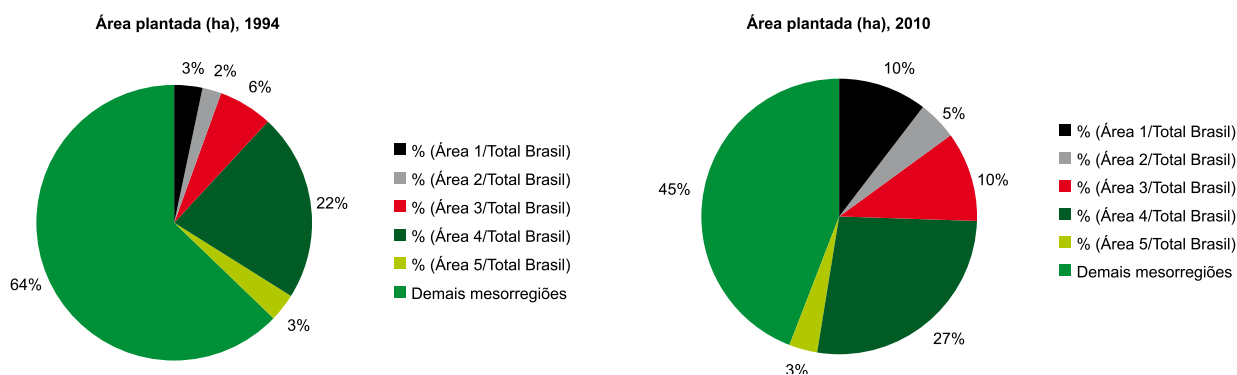 Área plantada (ha), 1994
3%
2%
6%
22%
3%
64%
% (Área 1/Total Brasil)
% (Área 2/Total Brasil)
% (Área 3/Total Brasil)
% (Área 4/Total Brasil)
% (Área 5/Total Brasil)
Demais mesorregiões
Área plantada (ha), 2010
10%
5%
10%
27%
3%
45%
% (Área 1/Total Brasil)
% (Área 2/Total Brasil)
% (Área 3/Total Brasil)
% (Área 4/Total Brasil)
% (Área 5/Total Brasil)
Demais mesorregiões